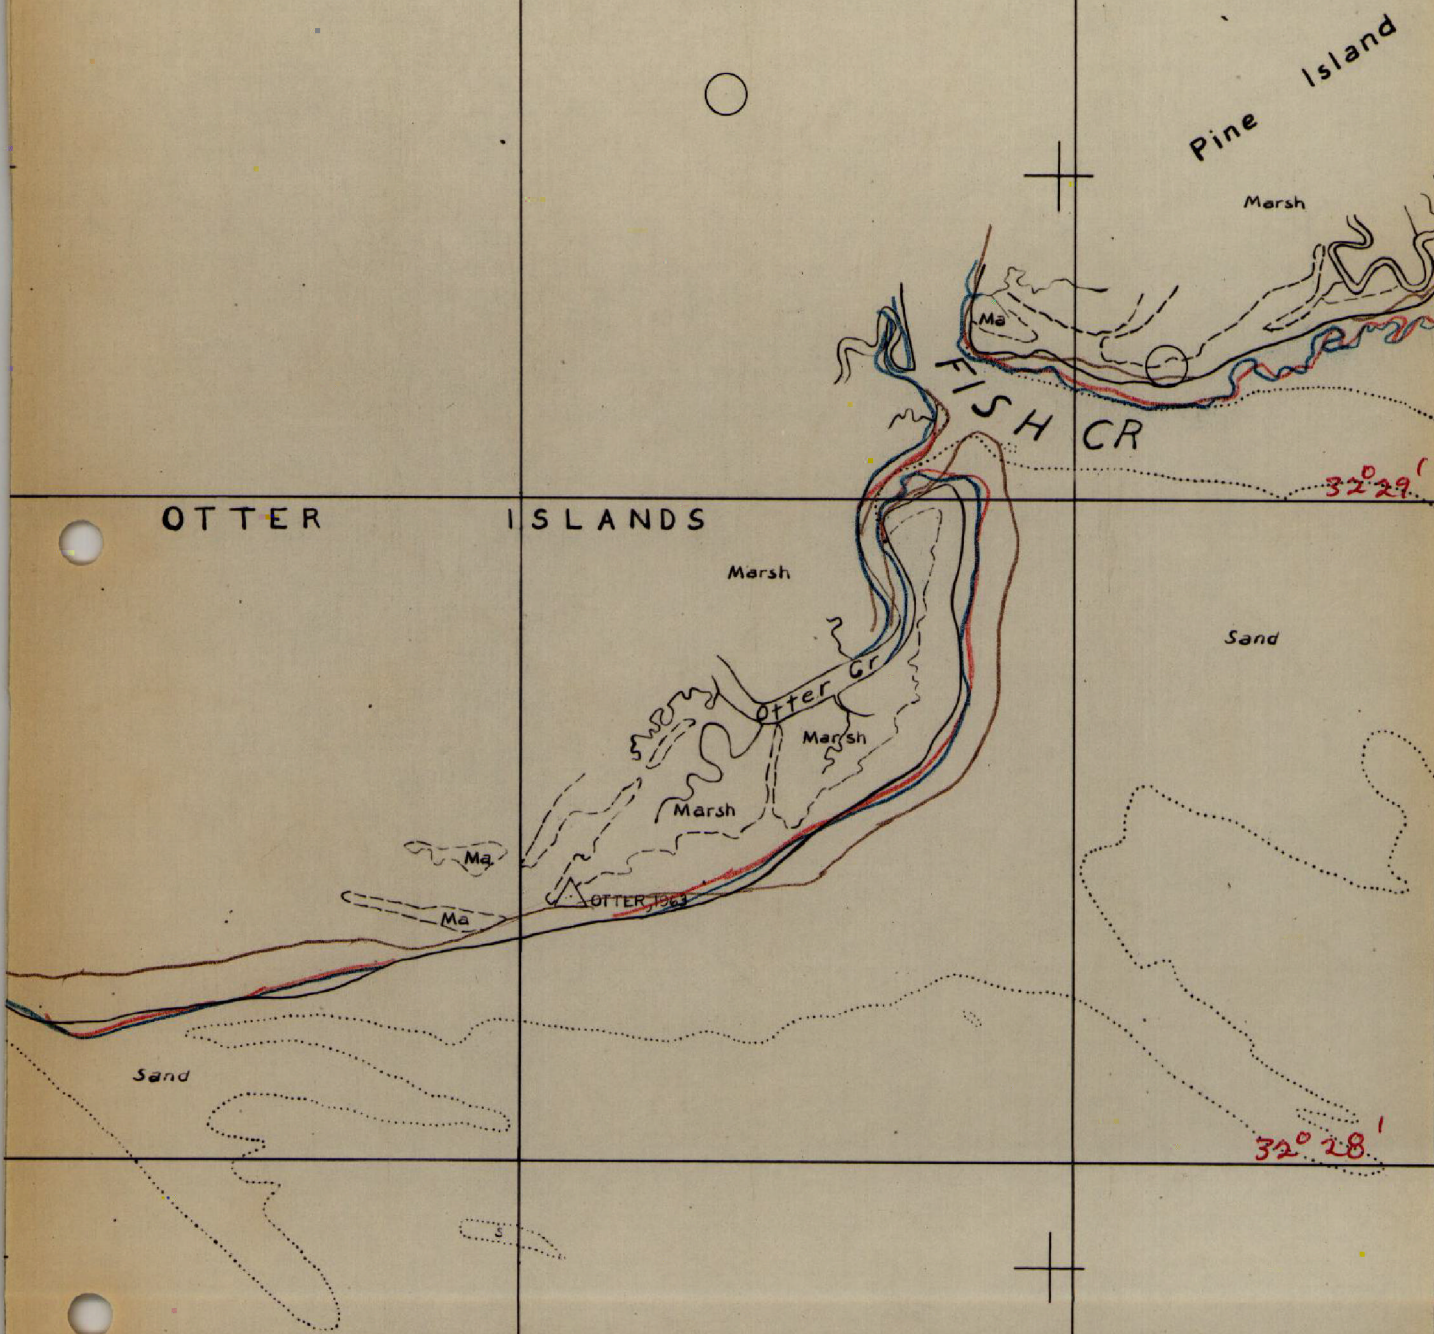 Pine Island
Marsh
Ma
FISH CR
32° 29'
OTTER ISLANDS
Marsh
Sand
Otter Cr
Marsh
Marsh
Ma
OTTER, 1963
Ma
Sand
32° 28'
S